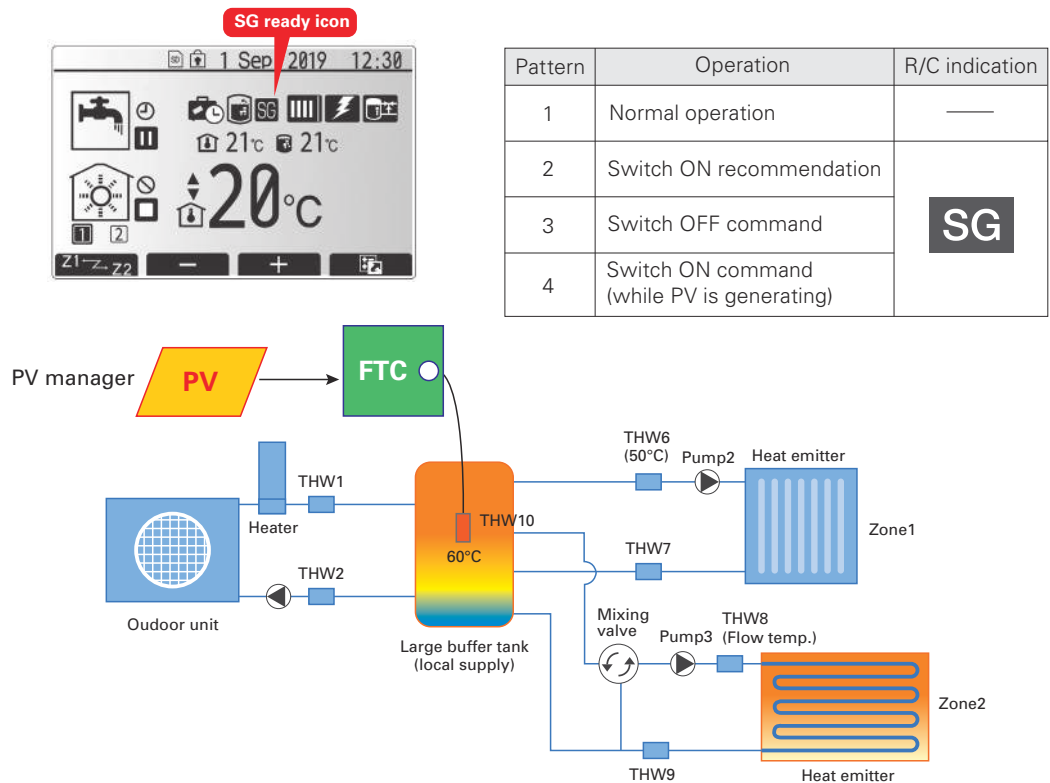 SG ready icon
SD 1 Sep 2019 12:30
SG
21°C 21°C
20°C
1 2
Z1 Z2 − +
Pattern Operation R/C indication
1 Normal operation ——
2 Switch ON recommendation
3 Switch OFF command
SG
4 Switch ON command
(while PV is generating)
PV manager PV FTC
THW6
(50°C) Pump2 Heat emitter
THW1
Heater
THW10
60°C
Zone1
THW7
THW2
Oudoor unit
Large buffer tank
(local supply)
Mixing
valve
Pump3
THW8
(Flow temp.)
Zone2
THW9
Heat emitter